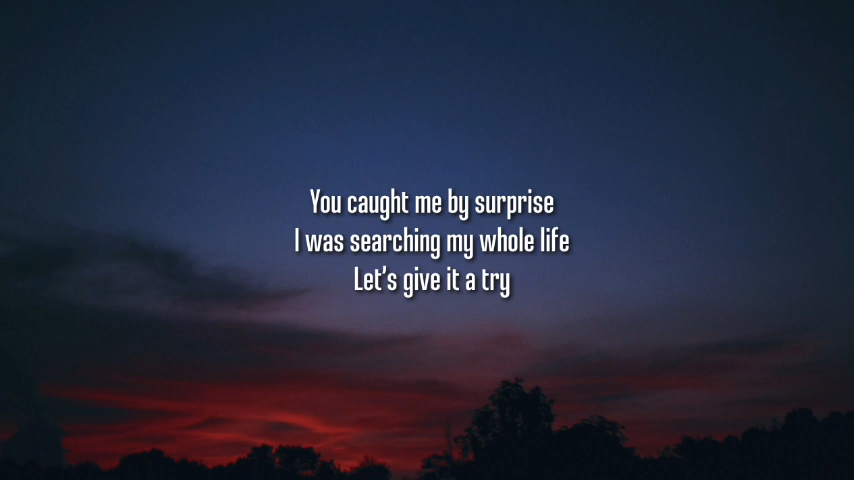 You caught me by surprise
I was searching my whole life
Let's give it a try